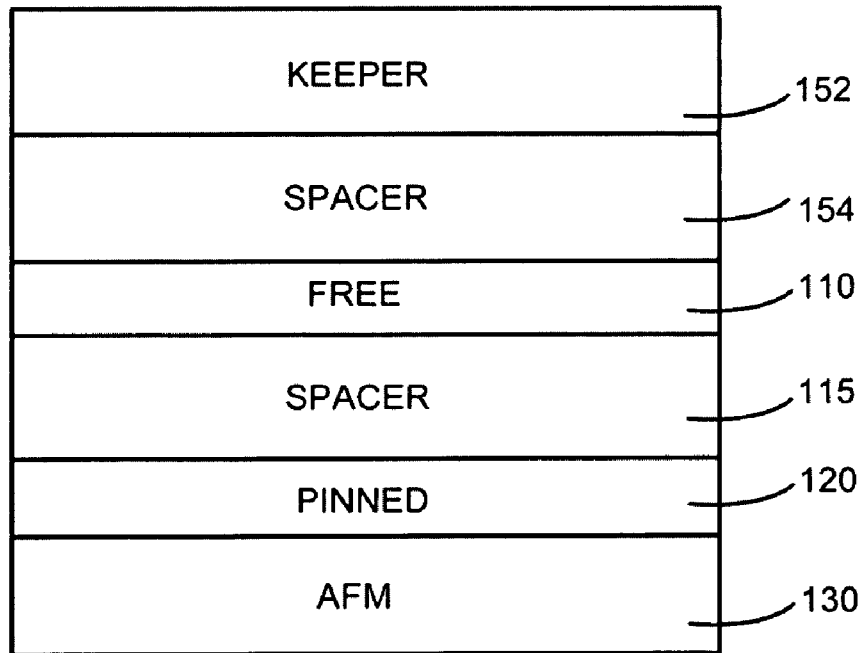 KEEPER
152
SPACER
154
FREE
110
SPACER
115
PINNED
120
AFM
130